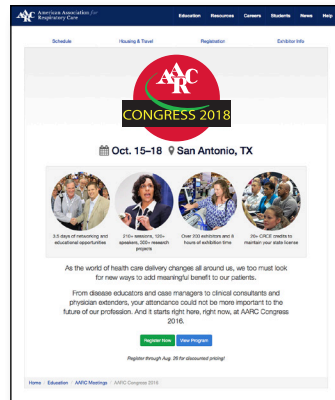 American Association for
Respiratory Care
Education Resources Careers Students News Help
Schedule Housing & Travel Registration Exhibitor Info
AARC
CONGRESS 2018
Oct. 15–18 San Antonio, TX
3.5 days of networking and
educational opportunities
210+ sessions, 120+
speakers, 200+ research
projects
Over 200 exhibitors and 8
hours of exhibition time
20+ CRCE credits to
maintain your state license
As the world of health care delivery changes all around us, we too must look
for new ways to add meaningful benefit to our patients.
From disease educators and case managers to clinical consultants and
physician extenders, your attendance could not be more important to the
future of our profession. And it starts right here, right now, at AARC Congress
2016.
Register Now View Program
Register through Aug. 26 for discounted pricing!
Home / Education / AARC Meetings / AARC Congress 2016